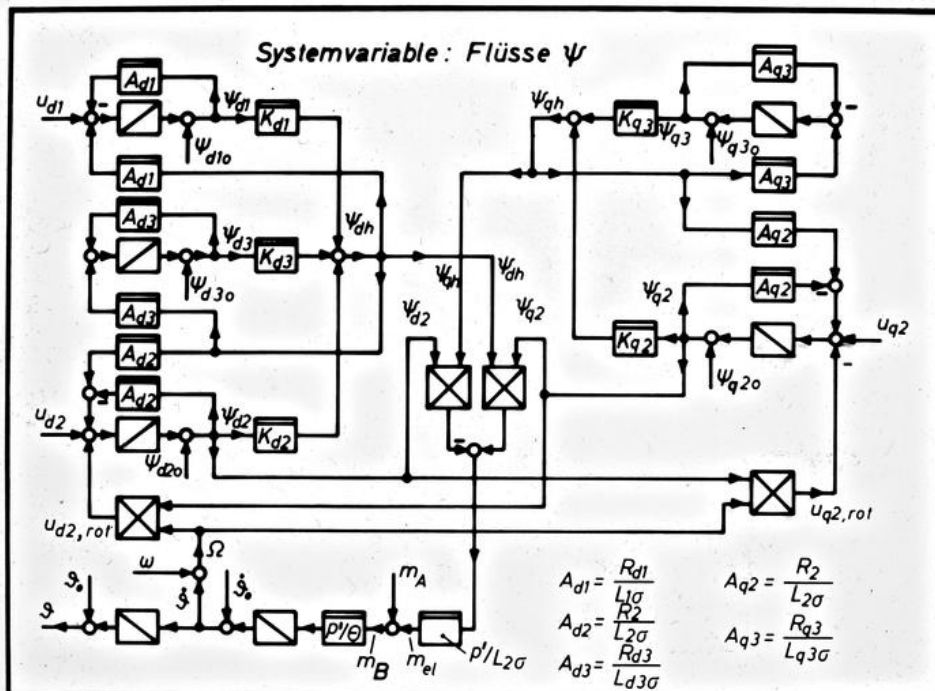 Systemvariable: Flüsse ψ
A_d1
u_d1
-
ψ_d1
K_d1
ψ_d1o
A_d1
A_d3
ψ_d3
K_d3
ψ_dh
ψ_d3o
A_d3
A_d2
A_d2
-
u_d2
ψ_d2
K_d2
ψ_d2o
u_d2,rot
Ω
ω
ϑ_o
ϑ
ϑ̇
ϑ̇_o
p'/Θ
m_B
m_A
m_el
p'/L_2σ
ψ_qh
ψ_dh
ψ_d2
ψ_q2
-
A_q3
-
ψ_qh
K_q3
ψ_q3
ψ_q3o
A_q3
A_q2
A_q2
-
ψ_q2
u_q2
K_q2
ψ_q2o
-
u_q2,rot
A_d1 = R_d1 / L_1σ
A_d2 = R_2 / L_2σ
A_d3 = R_d3 / L_d3σ
A_q2 = R_2 / L_2σ
A_q3 = R_q3 / L_q3σ